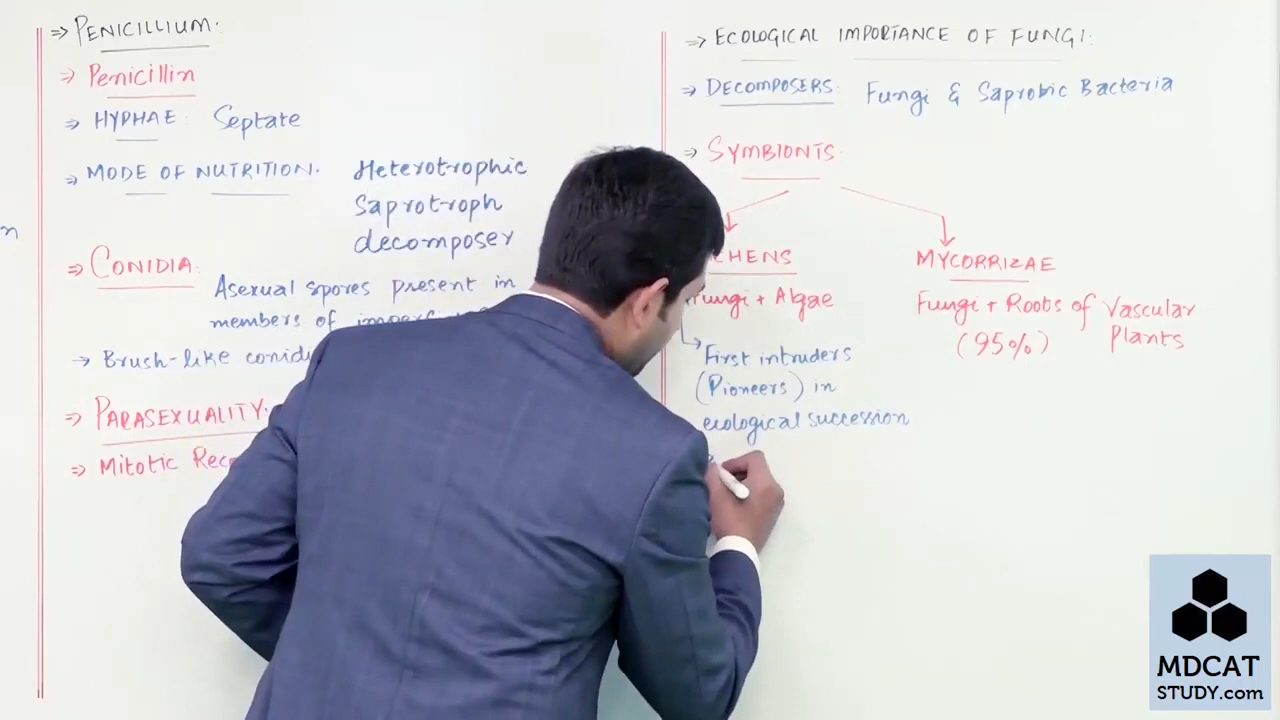 ⇒ PENICILLIUM:
⇒ Penicillin
⇒ HYPHAE: Septate
⇒ MODE OF NUTRITION. Heterotrophic
Saprotroph
decomposer
n
⇒ CONIDIA:
Asexual spores present in
members of
→ Brush-like
⇒ PARASEXUALITY:
⇒ Mitotic
⇒ ECOLOGICAL IMPORTANCE OF FUNGI:
⇒ DECOMPOSERS: Fungi & Saprobic Bacteria
⇒ SYMBIONTS:
CHENS
Fungi + Algae
First intruders
(Pioneers) in
ecological succession
MYCORRIZAE
Fungi + Roots of Vascular
(95%) Plants
MDCAT
STUDY.com